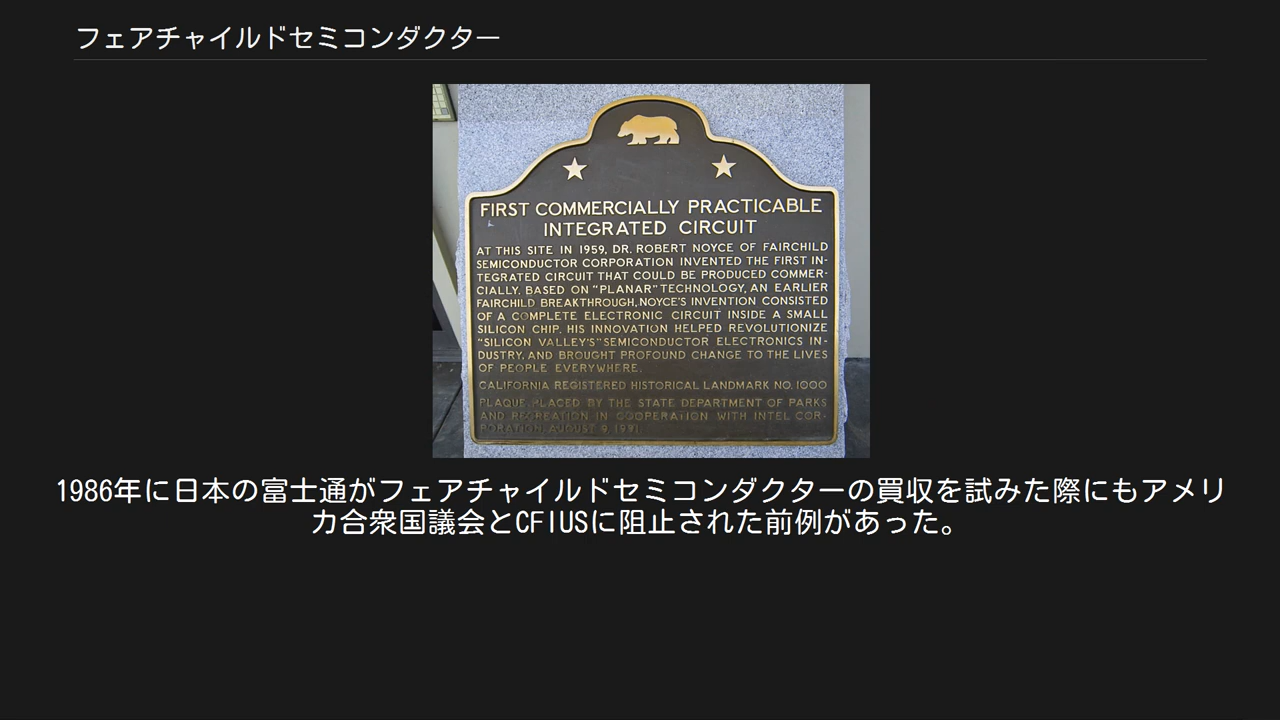 フェアチャイルドセミコンダクター
FIRST COMMERCIALLY PRACTICABLE
INTEGRATED CIRCUIT
AT THIS SITE IN 1959, DR. ROBERT NOYCE OF FAIRCHILD
SEMICONDUCTOR CORPORATION INVENTED THE FIRST IN-
TEGRATED CIRCUIT THAT COULD BE PRODUCED COMMER-
CIALLY. BASED ON "PLANAR" TECHNOLOGY, AN EARLIER
FAIRCHILD BREAKTHROUGH, NOYCE'S INVENTION CONSISTED
OF A COMPLETE ELECTRONIC CIRCUIT INSIDE A SMALL
SILICON CHIP. HIS INNOVATION HELPED REVOLUTIONIZE
"SILICON VALLEY'S" SEMICONDUCTOR ELECTRONICS IN-
DUSTRY, AND BROUGHT PROFOUND CHANGE TO THE LIVES
OF PEOPLE EVERYWHERE.
CALIFORNIA REGISTERED HISTORICAL LANDMARK NO. 1000
PLAQUE PLACED BY THE STATE DEPARTMENT OF PARKS
AND RECREATION IN COOPERATION WITH INTEL COR-
PORATION, AUGUST 9, 1991.
1986年に日本の富士通がフェアチャイルドセミコンダクターの買収を試みた際にもアメリ
カ合衆国議会とCFIUSに阻止された前例があった。